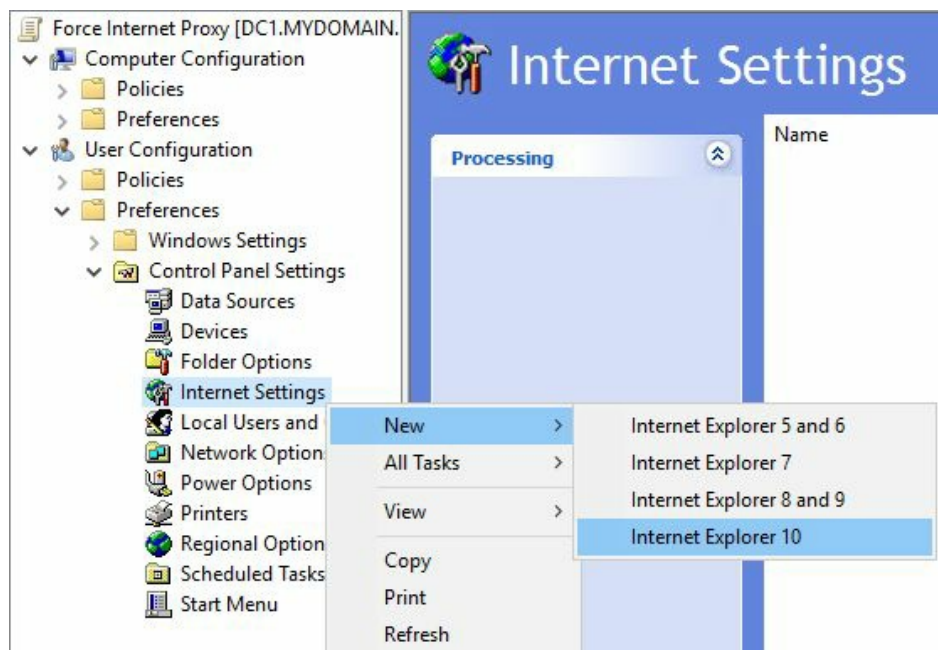 Force Internet Proxy [DC1.MYDOMAIN.
Computer Configuration
Policies
Preferences
User Configuration
Policies
Preferences
Windows Settings
Control Panel Settings
Data Sources
Devices
Folder Options
Internet Settings
Local Users and
Network Option
Power Options
Printers
Regional Option
Scheduled Tasks
Start Menu
Internet Settings
Processing
Name
New
All Tasks
View
Copy
Print
Refresh
Internet Explorer 5 and 6
Internet Explorer 7
Internet Explorer 8 and 9
Internet Explorer 10